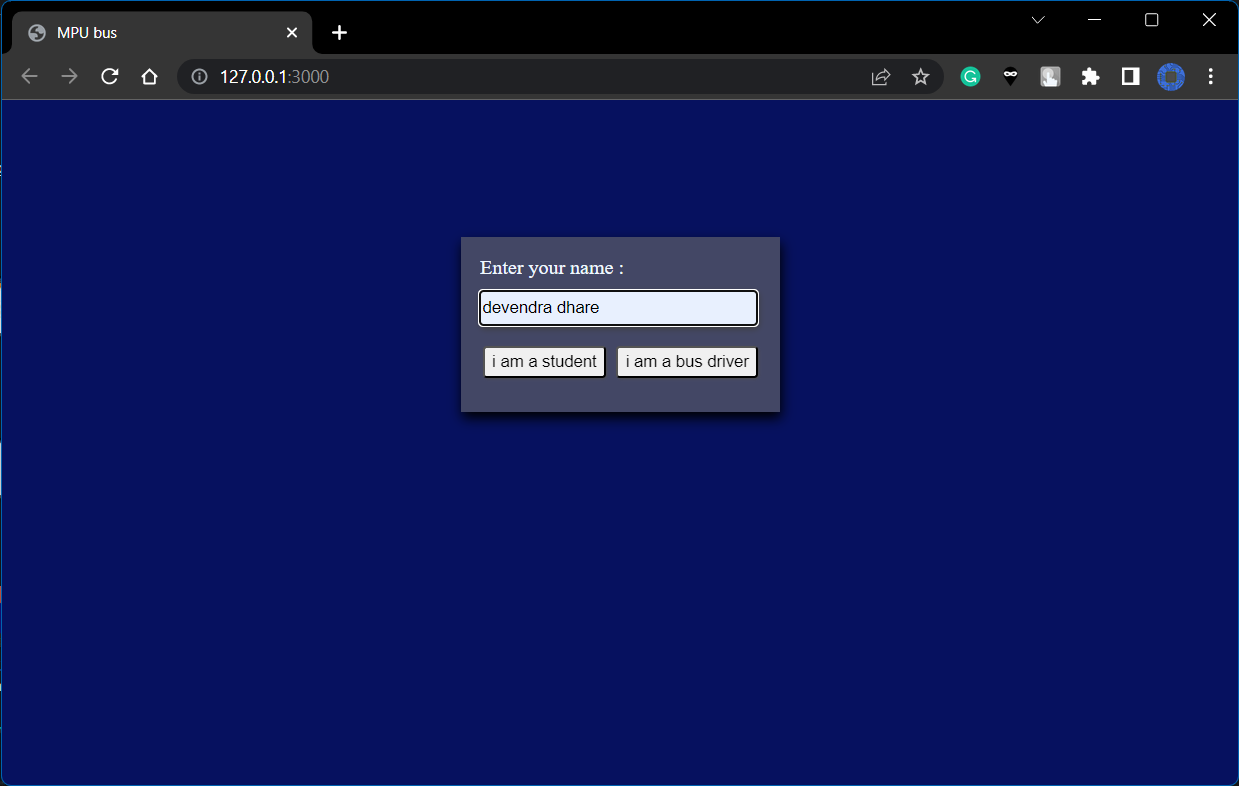 MPU bus
127.0.0.1:3000
Enter your name :
devendra dhare
i am a student i am a bus driver